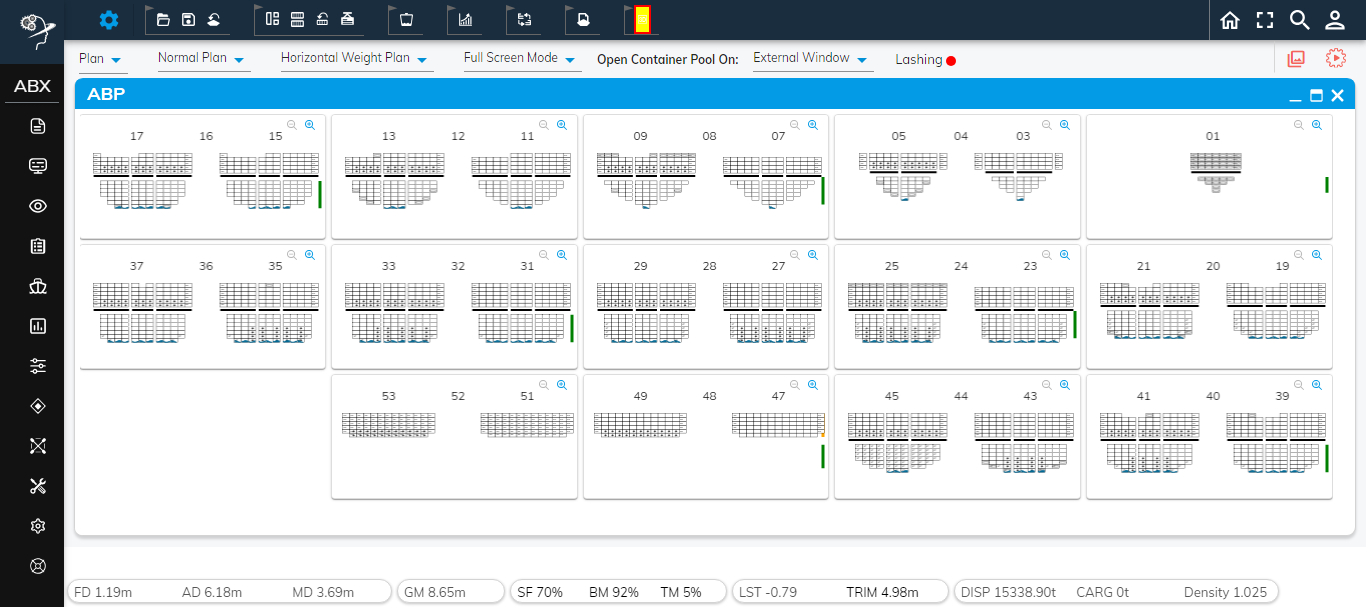 ABX
Plan
Normal Plan
Horizontal Weight Plan
Full Screen Mode
Open Container Pool On:
External Window
Lashing
ABP
17 16 15
13 12 11
09 08 07
05 04 03
01
37 36 35
33 32 31
29 28 27
25 24 23
21 20 19
53 52 51
49 48 47
45 44 43
41 40 39
FD 1.19m AD 6.18m MD 3.69m GM 8.65m SF 70% BM 92% TM 5% LST -0.79 TRIM 4.98m DISP 15338.90t CARG 0t Density 1.025